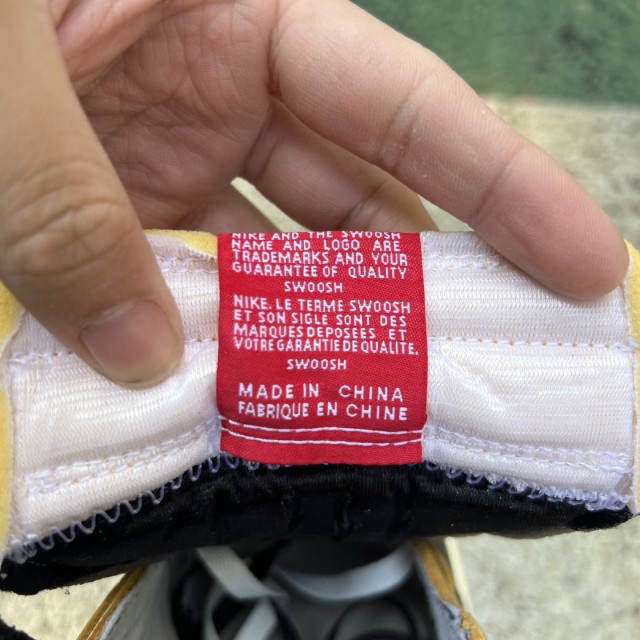 NIKE AND THE SWOOSH
NAME AND LOGO ARE
TRADEMARKS AND YOUR
GUARANTEE OF QUALITY
SWOOSH
NIKE. LE TERME SWOOSH
ET SON SIGLE SONT DES
MARQUES DEPOSEES ET
VOTRE GARANTIE DE QUALITE.
SWOOSH
MADE IN CHINA
FABRIQUE EN CHINE